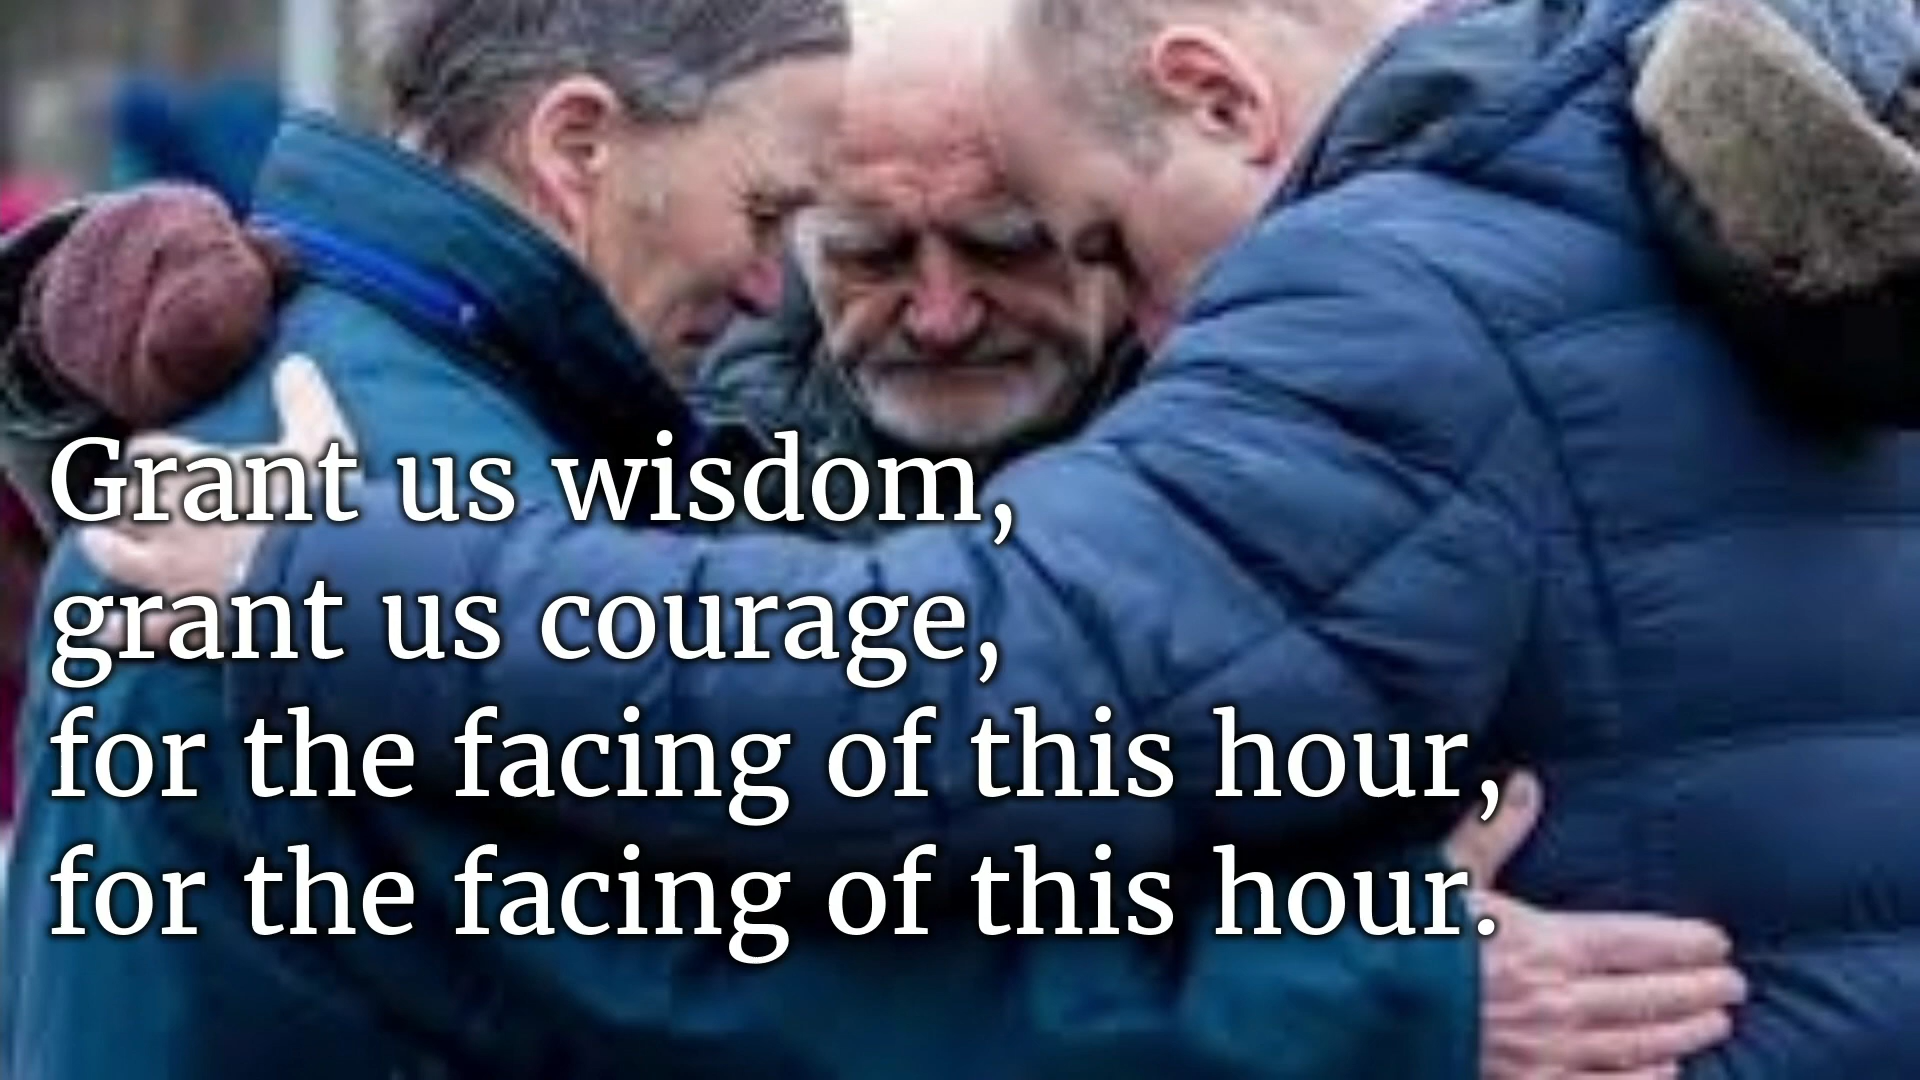 Grant us wisdom,
grant us courage,
for the facing of this hour,
for the facing of this hour.